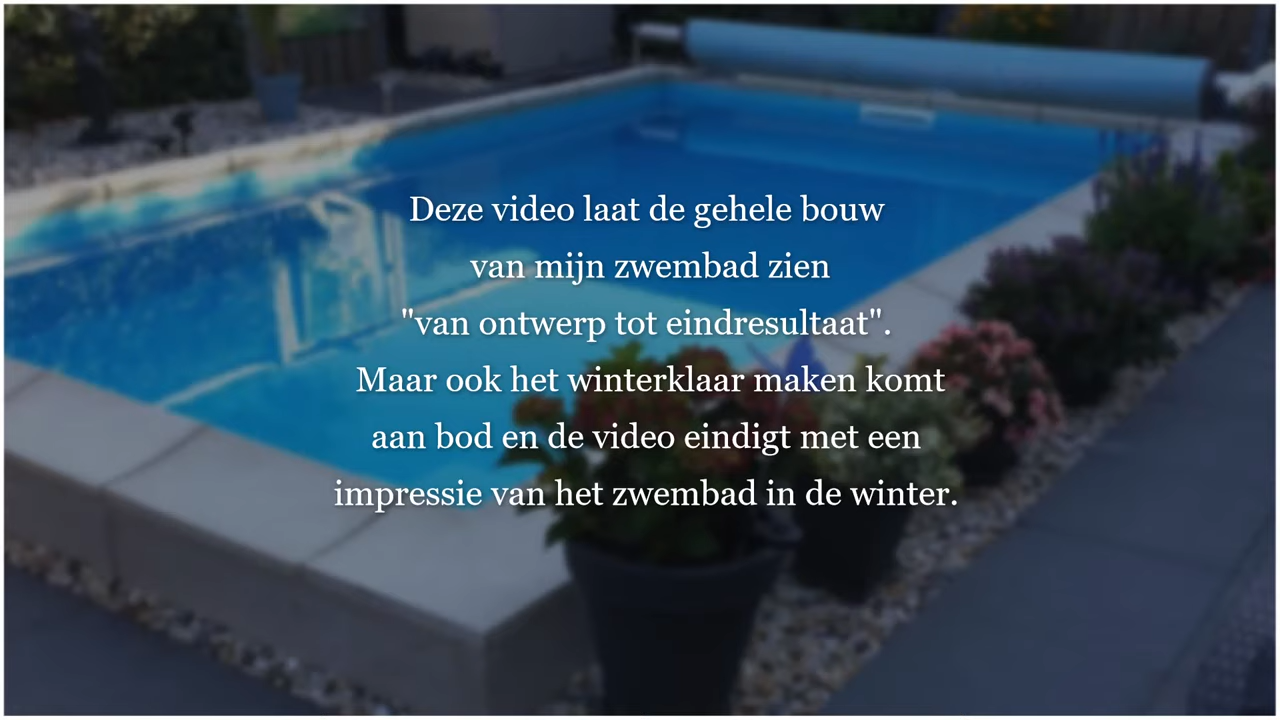 Deze video laat de gehele bouw
van mijn zwembad zien
"van ontwerp tot eindresultaat".
Maar ook het winterklaar maken komt
aan bod en de video eindigt met een
impressie van het zwembad in de winter.